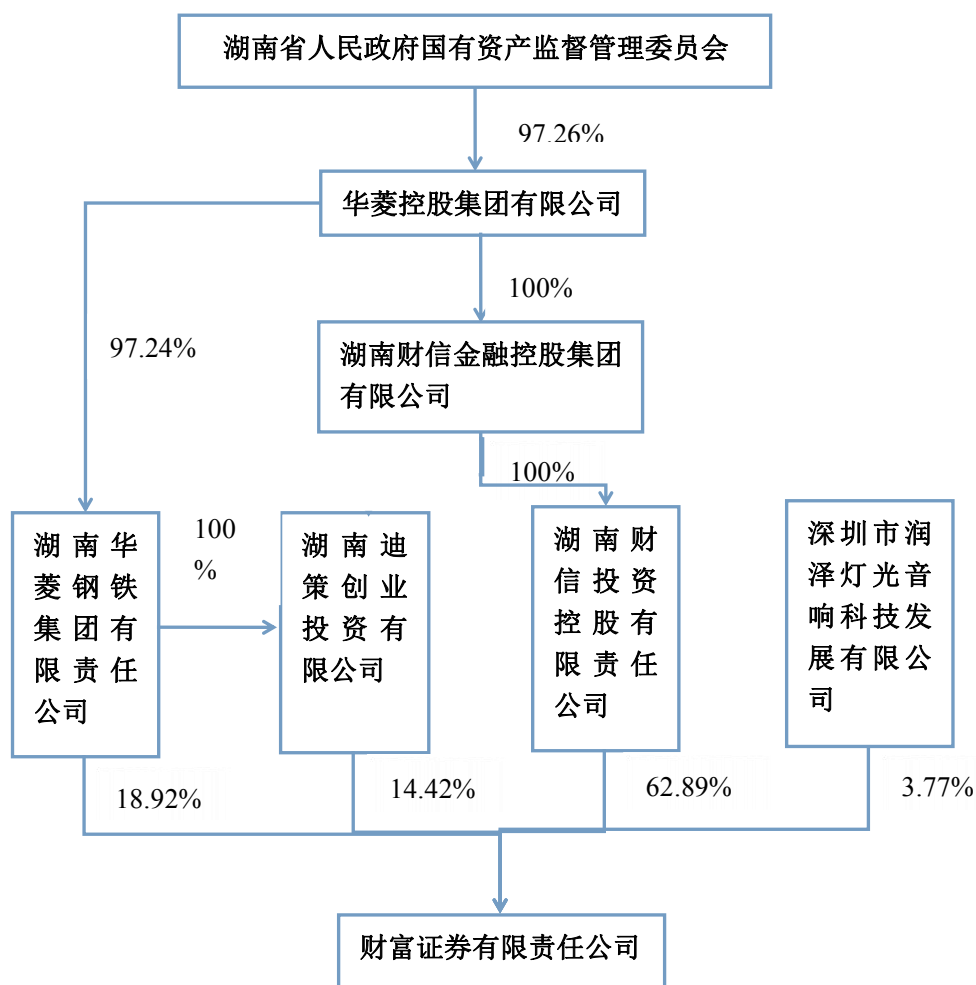 湖南省人民政府国有资产监督管理委员会
97.26%
华菱控股集团有限公司
100%
97.24%
湖南财信金融控股集团
有限公司
100%
湖南华
菱钢铁
集团有
限责任
公司
100
%
湖南迪
策创业
投资有
限公司
湖南财
信投资
控股有
限责任
公司
深圳市润
泽灯光音
响科技发
展有限公
司
18.92%
14.42%
62.89%
3.77%
财富证券有限责任公司